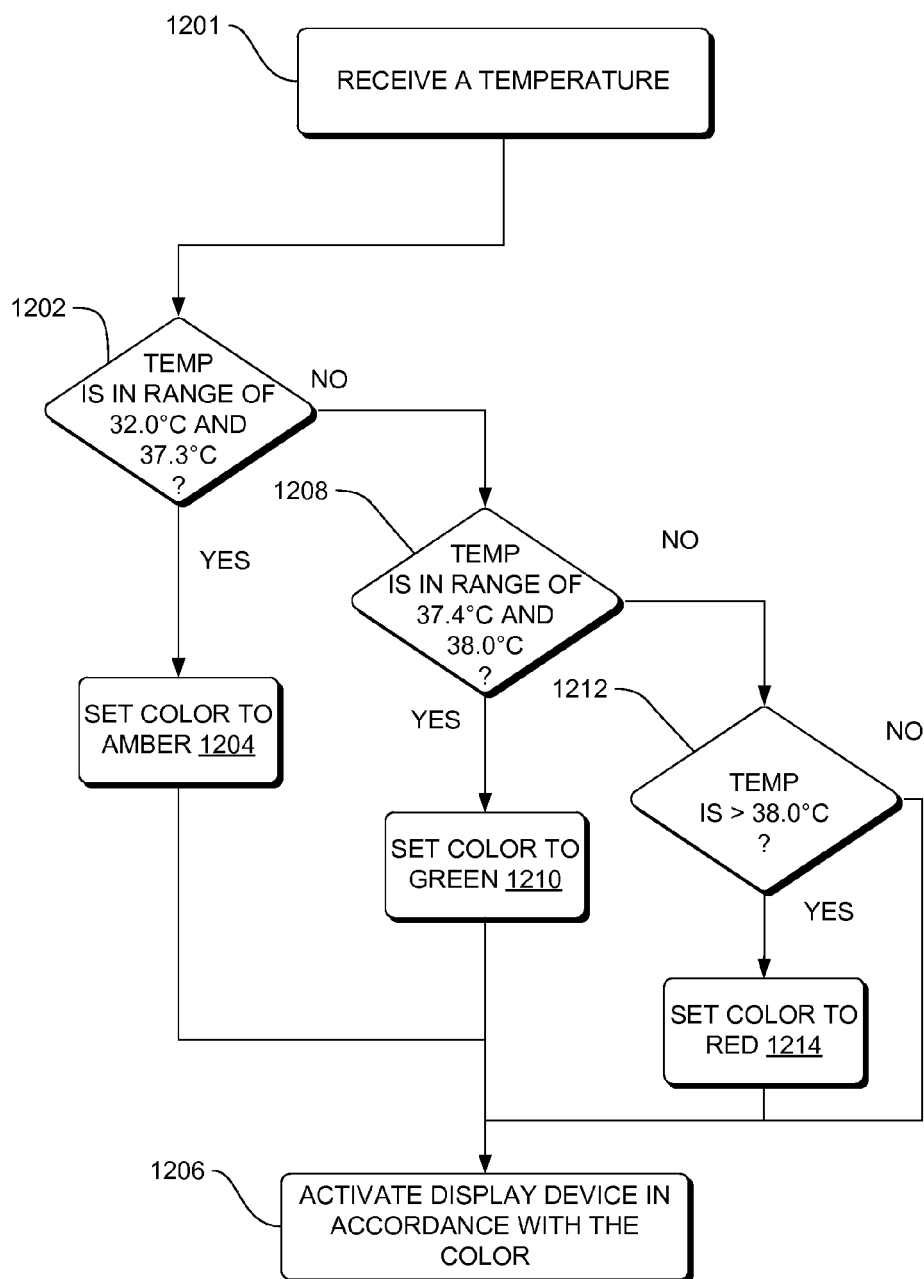 1201
RECEIVE A TEMPERATURE
1202
TEMP
IS IN RANGE OF
32.0°C AND
37.3°C
?
NO
YES
1208
TEMP
IS IN RANGE OF
37.4°C AND
38.0°C
?
NO
YES
SET COLOR TO
AMBER 1204
1212
TEMP
IS > 38.0°C
?
NO
YES
SET COLOR TO
GREEN 1210
SET COLOR TO
RED 1214
1206
ACTIVATE DISPLAY DEVICE IN
ACCORDANCE WITH THE
COLOR